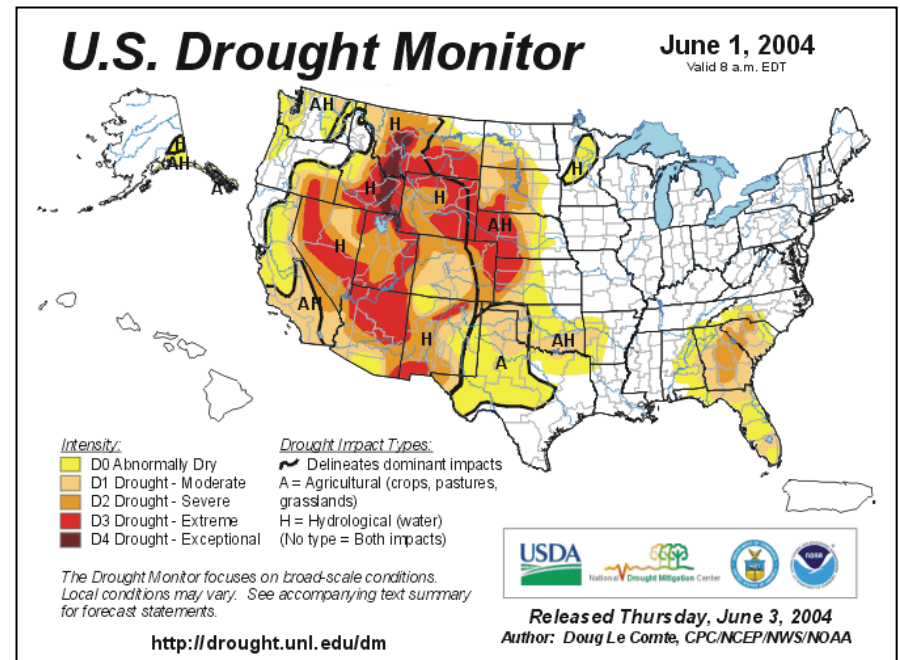 U.S. Drought Monitor
June 1, 2004
Valid 8 a.m. EDT
AH
H
H
AH
A
H
H
H
AH
H
AH
H
A
AH
Intensity:
D0 Abnormally Dry
D1 Drought - Moderate
D2 Drought - Severe
D3 Drought - Extreme
D4 Drought - Exceptional
Drought Impact Types:
Delineates dominant impacts
A = Agricultural (crops, pastures,
grasslands)
H = Hydrological (water)
(No type = Both impacts)
USDA
National Drought Mitigation Center
NOAA
The Drought Monitor focuses on broad-scale conditions.
Local conditions may vary. See accompanying text summary
for forecast statements.
http://drought.unl.edu/dm
Released Thursday, June 3, 2004
Author: Doug Le Comte, CPC/NCEP/NWS/NOAA